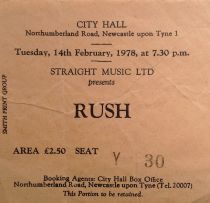 CITY HALL
Northumberland Road, Newcastle upon Tyne 1
Tuesday, 14th February, 1978, at 7.30 p.m.
STRAIGHT MUSIC LTD
presents
RUSH
AREA £2.50 SEAT Y 30
Booking Agents: City Hall Box Office
Northumberland Road, Newcastle upon Tyne (Tel. 20007)
This Portion to be retained.
SMITH PRINT GROUP